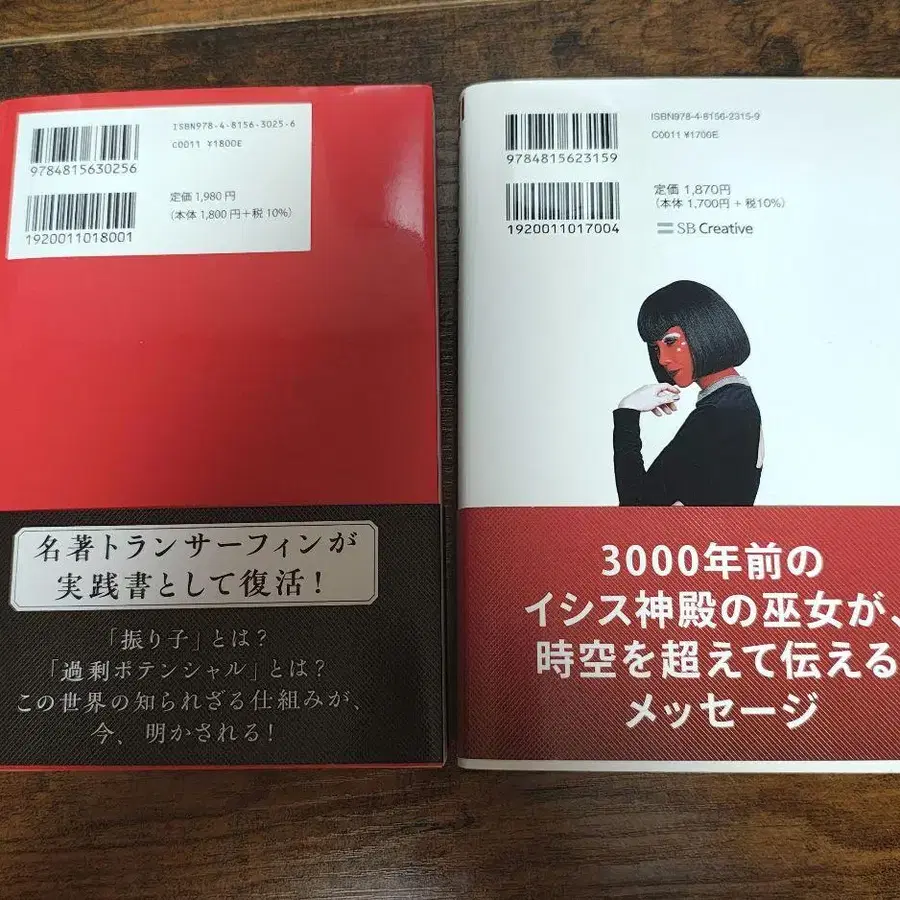 ISBN978-4-8156-3025-6
C0011 ¥1800E
9784815630256
定価 1,980 円
(本体 1,800 円+税 10%)
1920011018001
名著トランサーフィンが
実践書として復活!
「振り子」とは?
「過剰ポテンシャル」とは?
この世界の知られざる仕組みが、
今、明かされる!
ISBN978-4-8156-2315-9
C0011 ¥1700E
9784815623159
定価 1,870円
(本体 1,700円 + 税10%)
1920011017004
SB Creative
3000年前の
イシス神殿の巫女が、
時空を超えて伝える
メッセージ